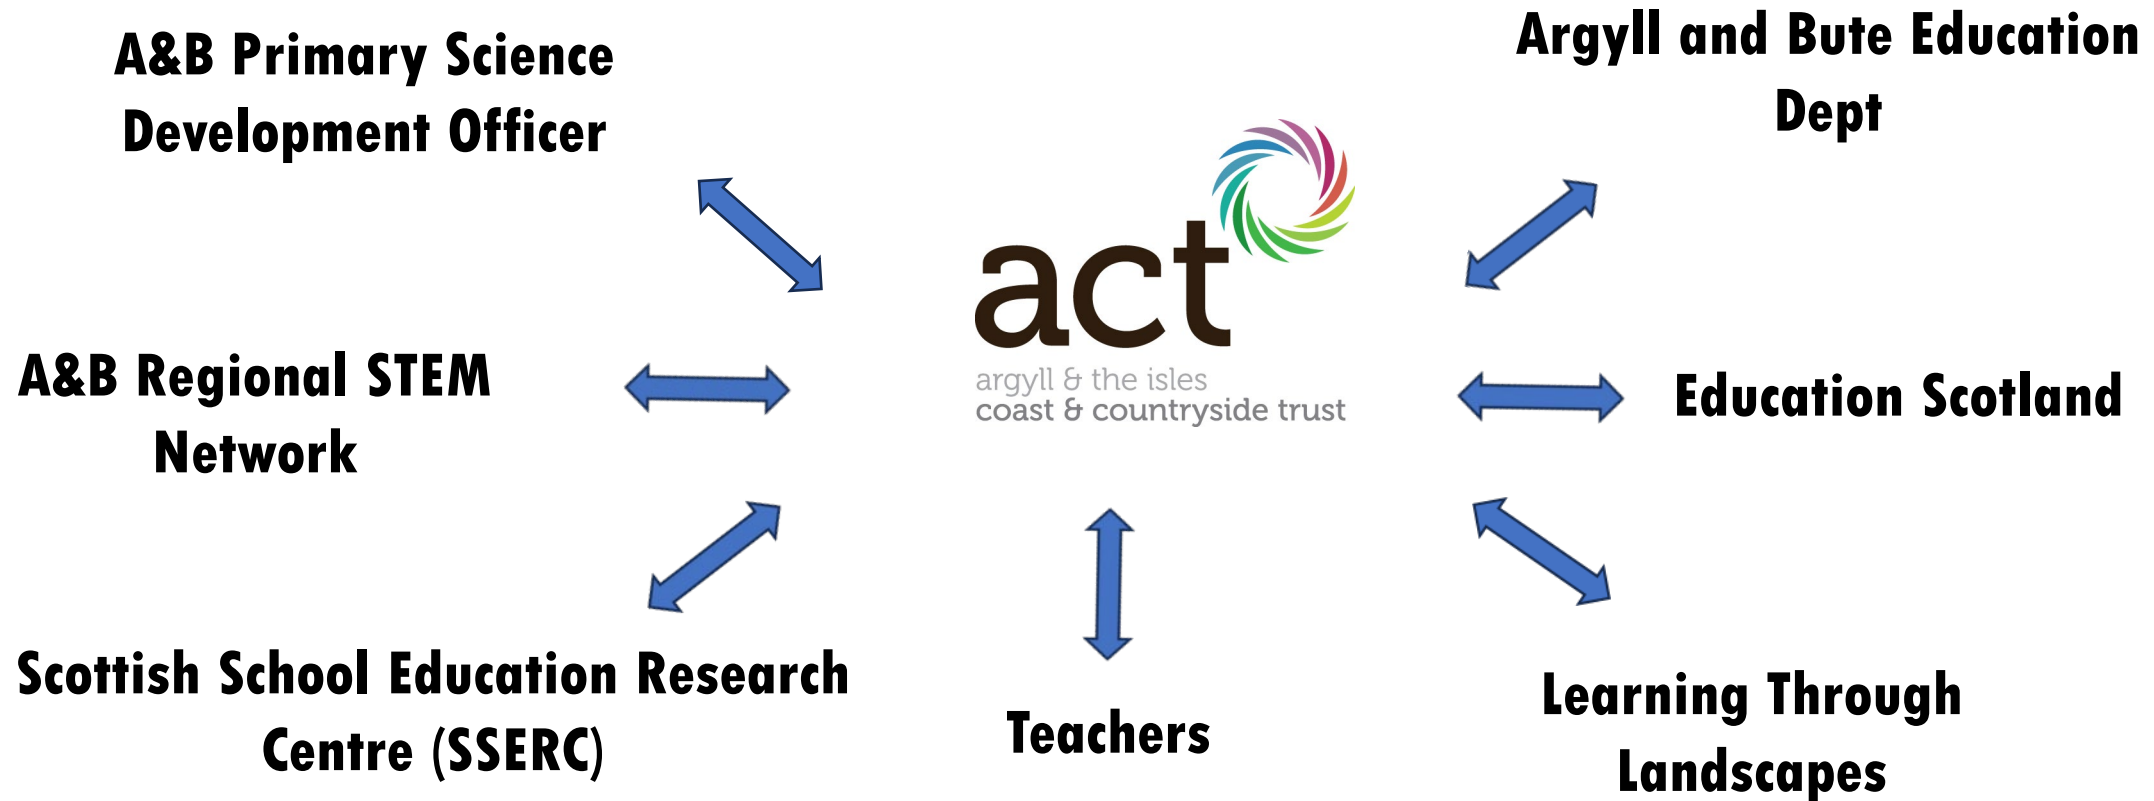 A&B Primary Science
Development Officer
Argyll and Bute Education
Dept
act
argyll & the isles
coast & countryside trust
A&B Regional STEM
Network
Education Scotland
Scottish School Education Research
Centre (SSERC)
Teachers
Learning Through
Landscapes